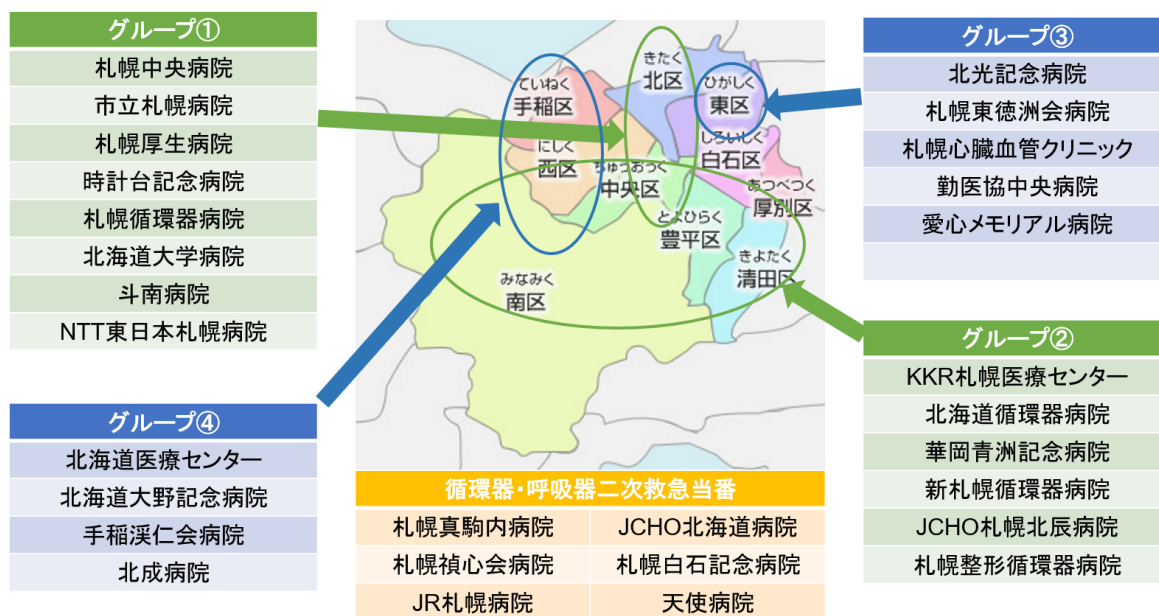 グループ①
札幌中央病院
市立札幌病院
札幌厚生病院
時計台記念病院
札幌循環器病院
北海道大学病院
斗南病院
NTT東日本札幌病院
グループ④
北海道医療センター
北海道大野記念病院
手稲渓仁会病院
北成病院
きたく
北区
ていねく
手稲区
ひがしく
東区
にしく
西区
しろいしく
白石区
ちゅうおうく
中央区
あつべつく
厚別区
とよひらく
豊平区
きよたく
清田区
みなみく
南区
循環器・呼吸器二次救急当番
札幌真駒内病院 JCHO北海道病院
札幌禎心会病院 札幌白石記念病院
JR札幌病院 天使病院
グループ③
北光記念病院
札幌東徳洲会病院
札幌心臓血管クリニック
勤医協中央病院
愛心メモリアル病院
グループ②
KKR札幌医療センター
北海道循環器病院
華岡青洲記念病院
新札幌循環器病院
JCHO札幌北辰病院
札幌整形循環器病院